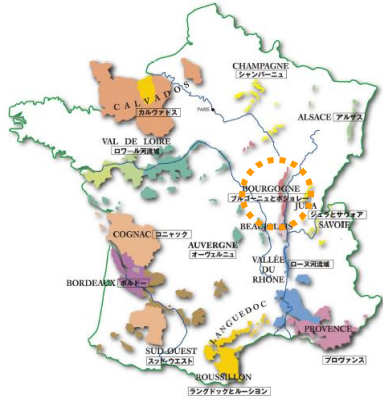 CHAMPAGNE
シャンパーニュ
CALVADOS
カルヴァドス
PARIS
ALSACE アルザス
VAL DE LOIRE
ロワール河流域
BOURGOGNE
ブルゴーニュとボジョレー
JURA
ジュラとサヴォア
SAVOIE
BEAUJOLAIS
COGNAC コニャック
AUVERGNE
オーヴェルニュ
VALLÉE
DU
RHÔNE
ローヌ河流域
BORDEAUX ボルドー
LANGUEDOC
PROVENCE
プロヴァンス
SUD-OUEST
スッド・ウエスト
ROUSSILLON
ラングドックとルーション